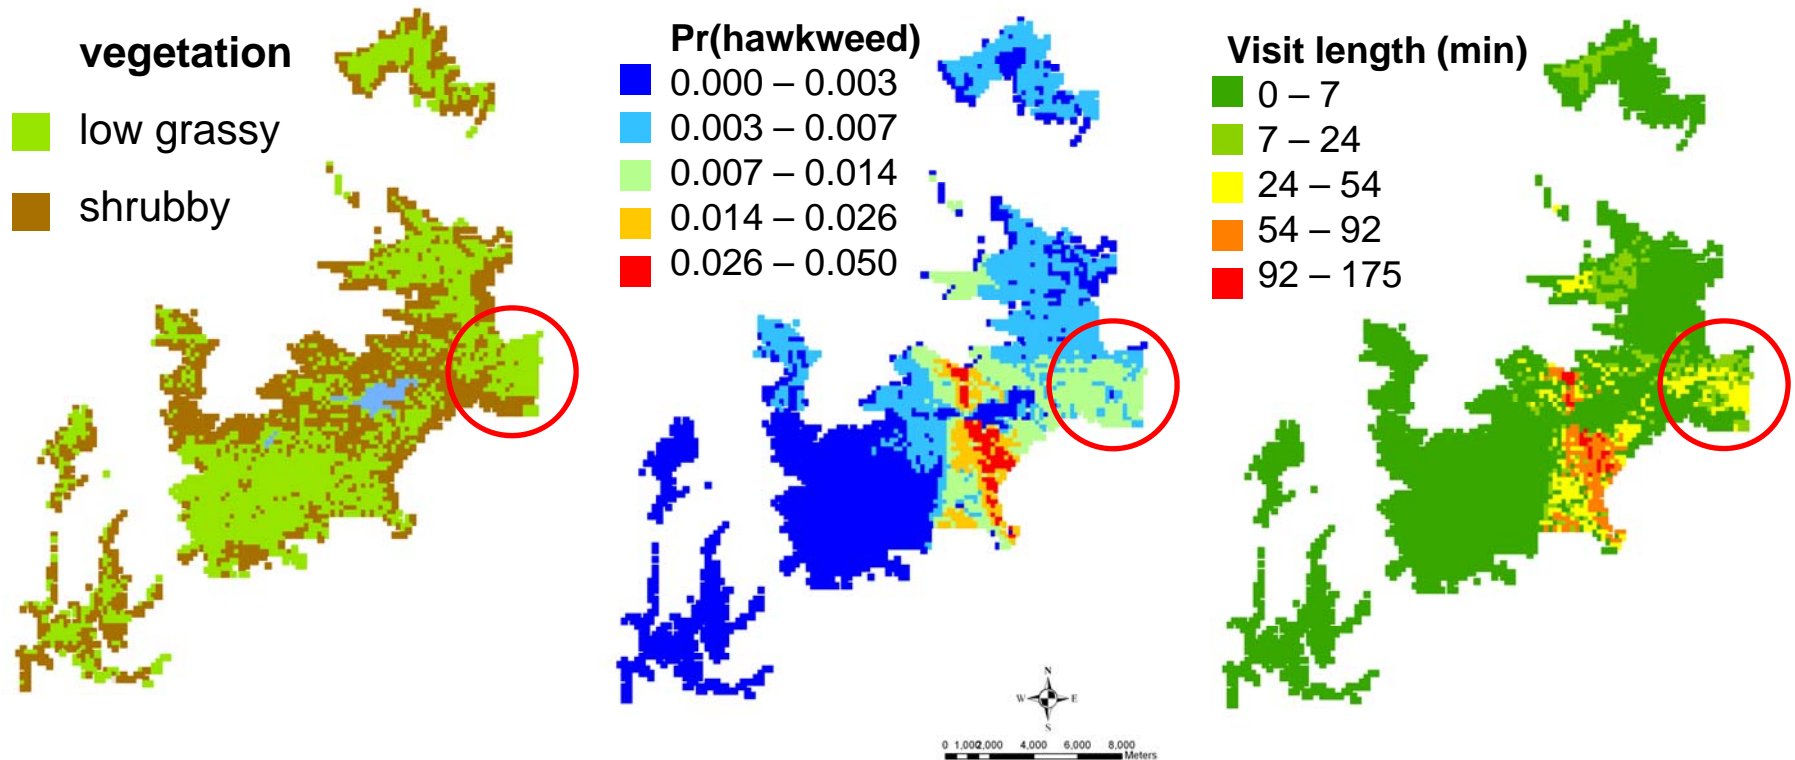 vegetation
low grassy
shrubby
Pr(hawkweed)
0.000 – 0.003
0.003 – 0.007
0.007 – 0.014
0.014 – 0.026
0.026 – 0.050
Visit length (min)
0 – 7
7 – 24
24 – 54
54 – 92
92 – 175
N
W E
S
0 1,000 2,000 4,000 6,000 8,000
Meters